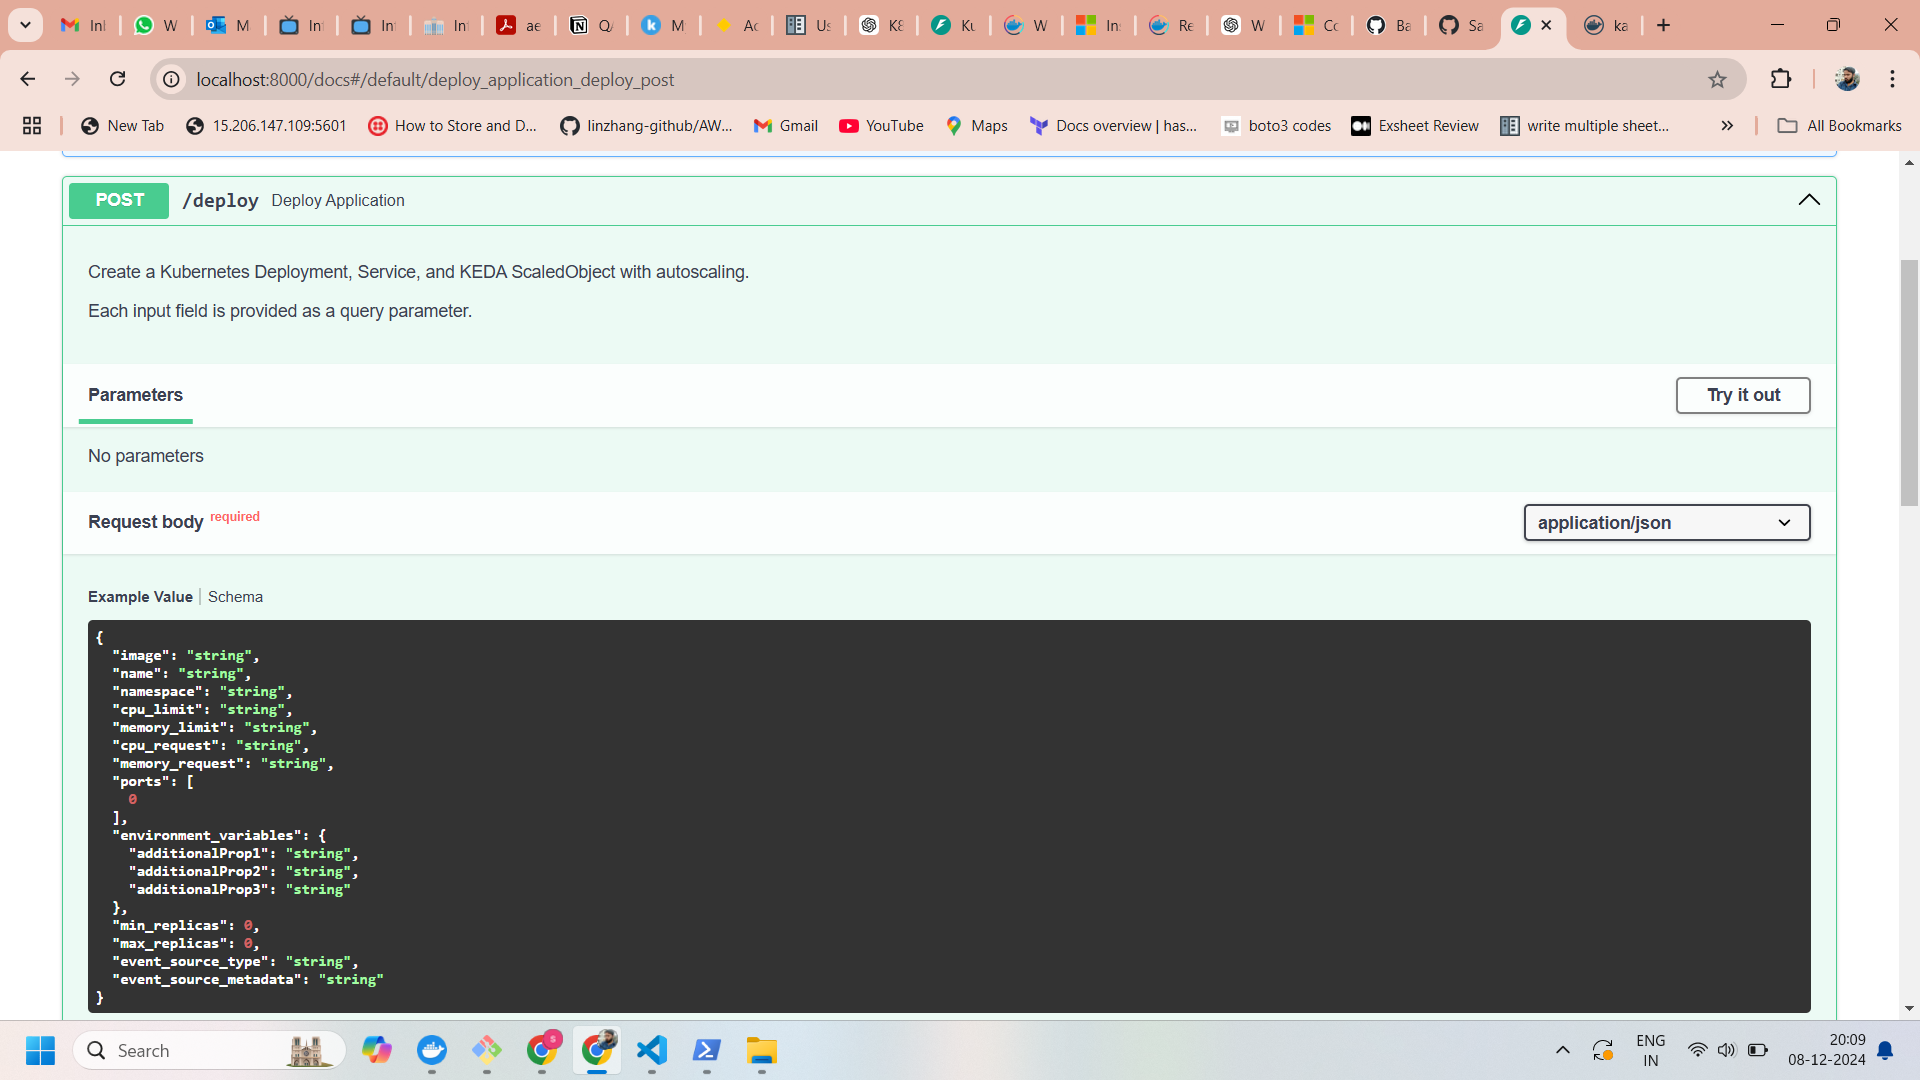 Inl
W
M
In
In
In
ae
Q
M
Ac
Us
K8
Ku
W
In
Re
W
Cc
Ba
Sa
ka
localhost:8000/docs#/default/deploy_application_deploy_post
New Tab
15.206.147.109:5601
How to Store and D...
linzhang-github/AW...
Gmail
YouTube
Maps
Docs overview | has...
boto3 codes
Exsheet Review
write multiple sheet...
All Bookmarks
POST /deploy Deploy Application
Create a Kubernetes Deployment, Service, and KEDA ScaledObject with autoscaling.
Each input field is provided as a query parameter.
Parameters
Try it out
No parameters
Request body required
application/json
Example Value | Schema
{
"image": "string",
"name": "string",
"namespace": "string",
"cpu_limit": "string",
"memory_limit": "string",
"cpu_request": "string",
"memory_request": "string",
"ports": [
0
],
"environment_variables": {
"additionalProp1": "string",
"additionalProp2": "string",
"additionalProp3": "string"
},
"min_replicas": 0,
"max_replicas": 0,
"event_source_type": "string",
"event_source_metadata": "string"
}
Search
ENG
IN
20:09
08-12-2024